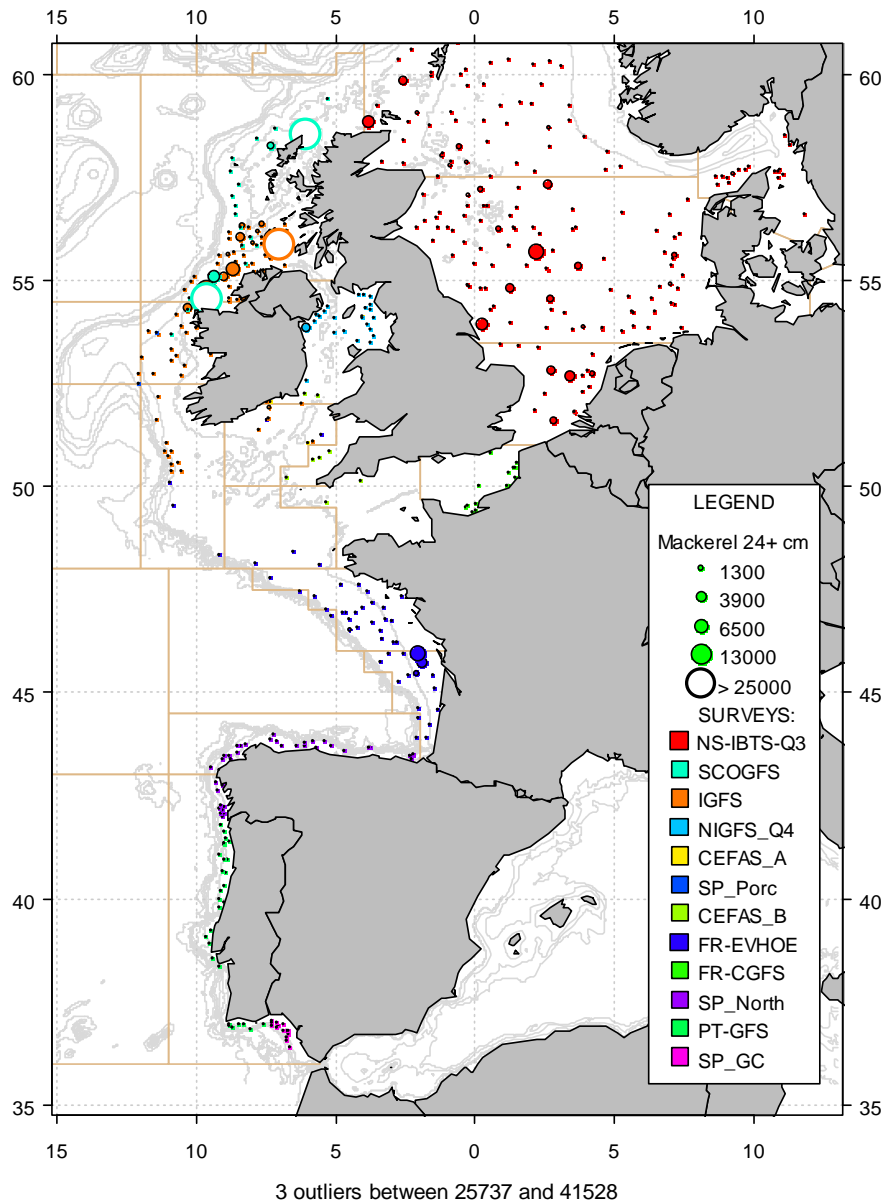 15 10 5 0 5 10
60 60
55 55
50 50
45 45
40 40
35 35
LEGEND
Mackerel 24+ cm
1300
3900
6500
13000
> 25000
SURVEYS:
NS-IBTS-Q3
SCOGFS
IGFS
NIGFS_Q4
CEFAS_A
SP_Porc
CEFAS_B
FR-EVHOE
FR-CGFS
SP_North
PT-GFS
SP_GC
15 10 5 0 5 10
3 outliers between 25737 and 41528